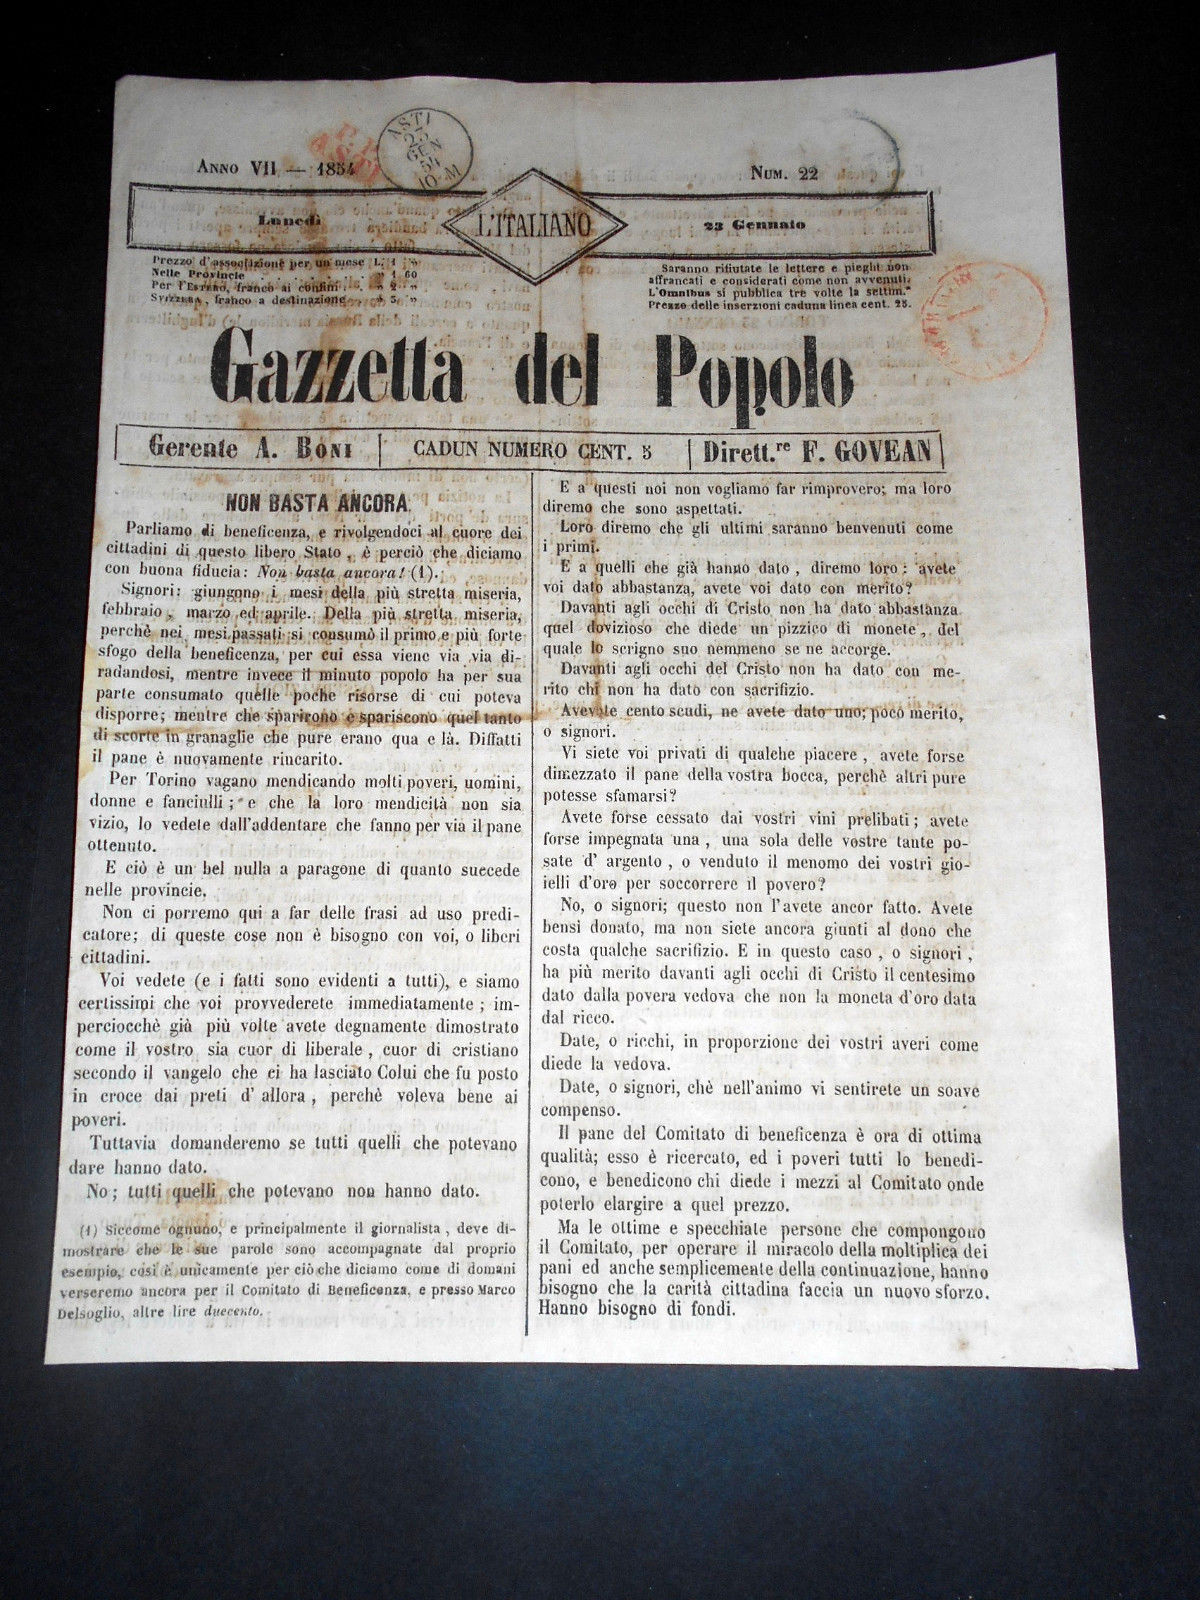 ASTI
GEN
54
10 M
ANNO VII — 1854
NUM. 22
Lunedì
L'ITALIANO
23 Gennaio
Prezzo d'associazione per un mese L. 1 "
Nelle Provincie " 1 60
Per l'ESTERO, franco ai confini . . " 2 "
SVIZZERA, franco a destinazione " 3 "
Saranno rifiutate le lettere e pieghi non
affrancati e considerati come non avvenuti.
L'Omnibus si pubblica tre volte la settim.ª
Prezzo delle inserzioni caduna linea cent. 25.
Gazzetta del Popolo
Gerente A. BONI
CADUN NUMERO CENT. 5
Dirett.re F. GOVEAN
NON BASTA ANCORA.
Parliamo di beneficenza, e rivolgendoci al cuore dei
cittadini di questo libero Stato, è perciò che diciamo
con buona fiducia: Non basta ancora! (1).
Signori: giungono i mesi della più stretta miseria,
febbraio, marzo ed aprile. Della più stretta miseria,
perchè nei mesi passati si consumò il primo e più forte
sfogo della beneficenza, per cui essa viene via via di-
radandosi, mentre invece il minuto popolo ha per sua
parte consumato quelle poche risorse di cui poteva
disporre; mentre che sparirono e spariscono quel tanto
di scorte in granaglie che pure erano qua e là. Diffatti
il pane è nuovamente rincarito.
Per Torino vagano mendicando molti poveri, uomini,
donne e fanciulli; e che la loro mendicità non sia
vizio, lo vedete dall'addentare che fanno per via il pane
ottenuto.
E ciò è un bel nulla a paragone di quanto succede
nelle provincie.
Non ci porremo qui a far delle frasi ad uso predi-
catore; di queste cose non è bisogno con voi, o liberi
cittadini.
Voi vedete (e i fatti sono evidenti a tutti), e siamo
certissimi che voi provvederete immediatamente; im-
perciocchè già più volte avete degnamente dimostrato
come il vostro sia cuor di liberale, cuor di cristiano
secondo il vangelo che ci ha lasciato Colui che fu posto
in croce dai preti d'allora, perchè voleva bene ai
poveri.
Tuttavia domanderemo se tutti quelli che potevano
dare hanno dato.
No; tutti quelli che potevano non hanno dato.
(1) Siccome ognuno, e principalmente il giornalista, deve di-
mostrare che le sue parole sono accompagnate dal proprio
esempio, così è unicamente per ciò che diciamo come di domani
verseremo ancora per il Comitato di Beneficenza, e presso Marco
Delsoglio, altre lire duecento.
E a questi noi non vogliamo far rimprovero; ma loro
diremo che sono aspettati.
Loro diremo che gli ultimi saranno benvenuti come
i primi.
E a quelli che già hanno dato, diremo loro: avete
voi dato abbastanza, avete voi dato con merito?
Davanti agli occhi di Cristo non ha dato abbastanza
quel dovizioso che diede un pizzico di monete, del
quale lo scrigno suo nemmeno se ne accorge.
Davanti agli occhi del Cristo non ha dato con me-
rito chi non ha dato con sacrifizio.
Avevate cento scudi, ne avete dato uno; poco merito,
o signori.
Vi siete voi privati di qualche piacere, avete forse
dimezzato il pane della vostra bocca, perchè altri pure
potesse sfamarsi?
Avete forse cessato dai vostri vini prelibati; avete
forse impegnata una, una sola delle vostre tante po-
sate d'argento, o venduto il menomo dei vostri gio-
ielli d'oro per soccorrere il povero?
No, o signori; questo non l'avete ancor fatto. Avete
bensì donato, ma non siete ancora giunti al dono che
costa qualche sacrifizio. E in questo caso, o signori,
ha più merito davanti agli occhi di Cristo il centesimo
dato dalla povera vedova che non la moneta d'oro data
dal ricco.
Date, o ricchi, in proporzione dei vostri averi come
diede la vedova.
Date, o signori, chè nell'animo vi sentirete un soave
compenso.
Il pane del Comitato di beneficenza è ora di ottima
qualità; esso è ricercato, ed i poveri tutti lo benedi-
cono, e benedicono chi diede i mezzi al Comitato onde
poterlo elargire a quel prezzo.
Ma le ottime e specchiate persone che compongono
il Comitato, per operare il miracolo della moltiplica dei
pani ed anche semplicemente della continuazione, hanno
bisogno che la carità cittadina faccia un nuovo sforzo.
Hanno bisogno di fondi.